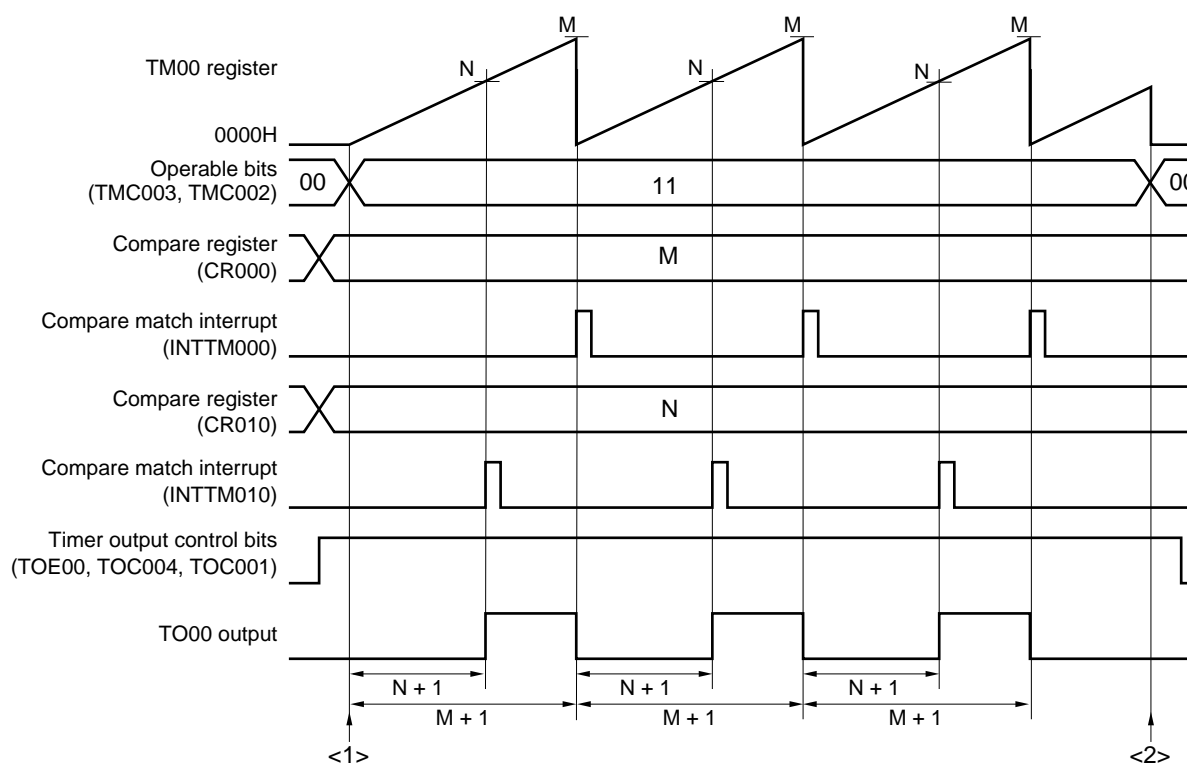 M
M
M
TM00 register
N
N
N
0000H
Operable bits
(TMC003, TMC002)
00
11
00
Compare register
(CR000)
M
Compare match interrupt
(INTTM000)
Compare register
(CR010)
N
Compare match interrupt
(INTTM010)
Timer output control bits
(TOE00, TOC004, TOC001)
TO00 output
N + 1
N + 1
N + 1
M + 1
M + 1
M + 1
<1>
<2>